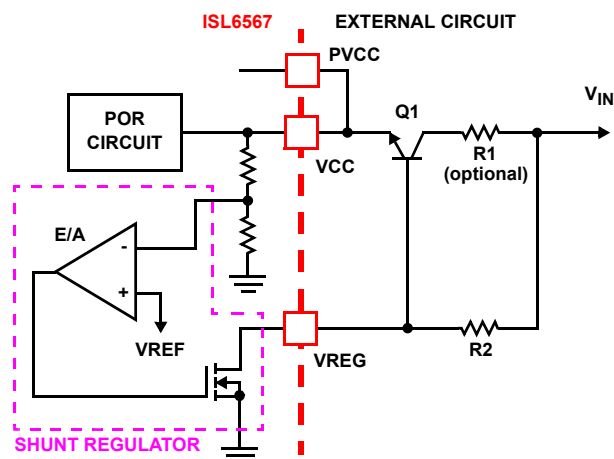 ISL6567
EXTERNAL CIRCUIT
PVCC
Q1
VIN
POR
CIRCUIT
VCC
R1
(optional)
E/A
-
+
VREF
VREG
R2
SHUNT REGULATOR